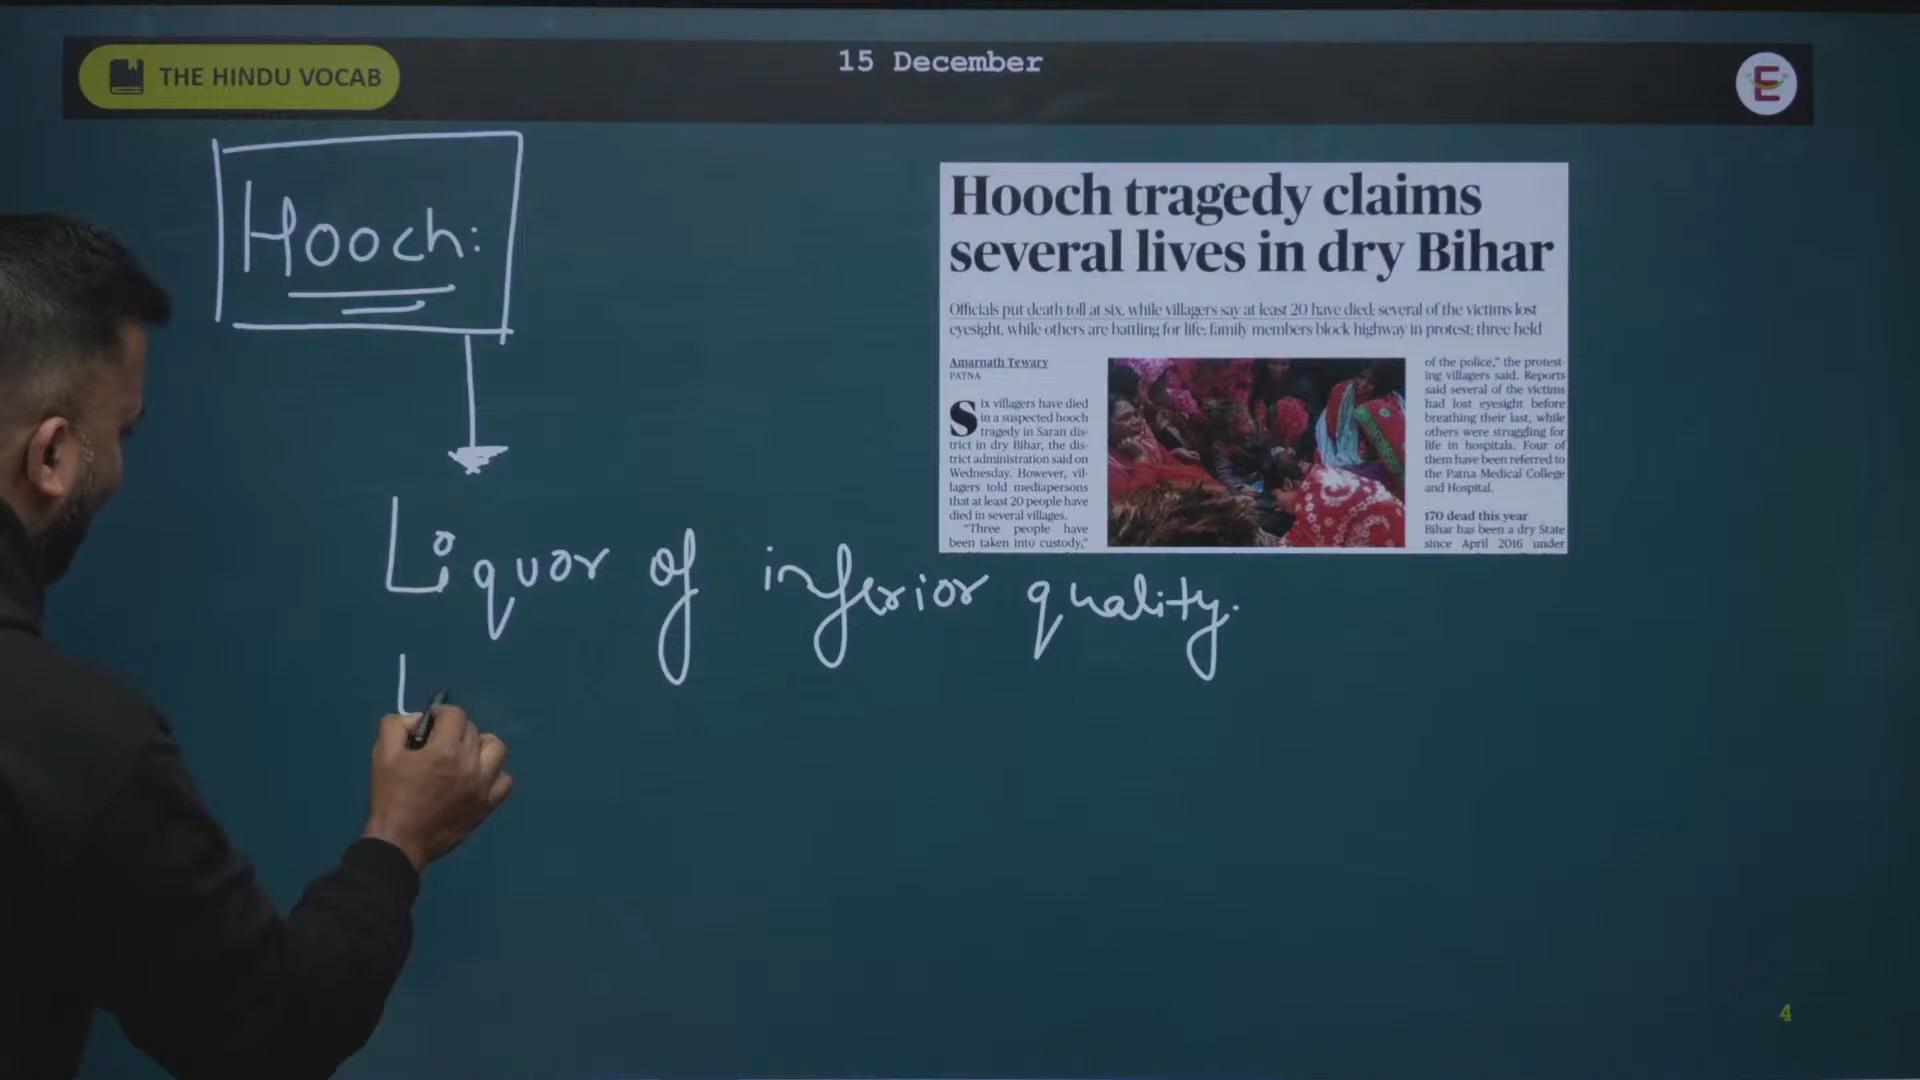 THE HINDU VOCAB
15 December
E
Hooch:
Liquor of inferior quality.
L
Hooch tragedy claims
several lives in dry Bihar
Officials put death toll at six, while villagers say at least 20 have died; several of the victims lost
eyesight, while others are battling for life; family members block highway in protest; three held
Amarnath Tewary
PATNA
Six villagers have died
in a suspected hooch
tragedy in Saran dis-
trict in dry Bihar, the dis-
trict administration said on
Wednesday. However, vil-
lagers told mediapersons
that at least 20 people have
died in several villages.
"Three people have
been taken into custody,"
of the police," the protest-
ing villagers said. Reports
said several of the victims
had lost eyesight before
breathing their last, while
others were struggling for
life in hospitals. Four of
them have been referred to
the Patna Medical College
and Hospital.
170 dead this year
Bihar has been a dry State
since April 2016 under
4